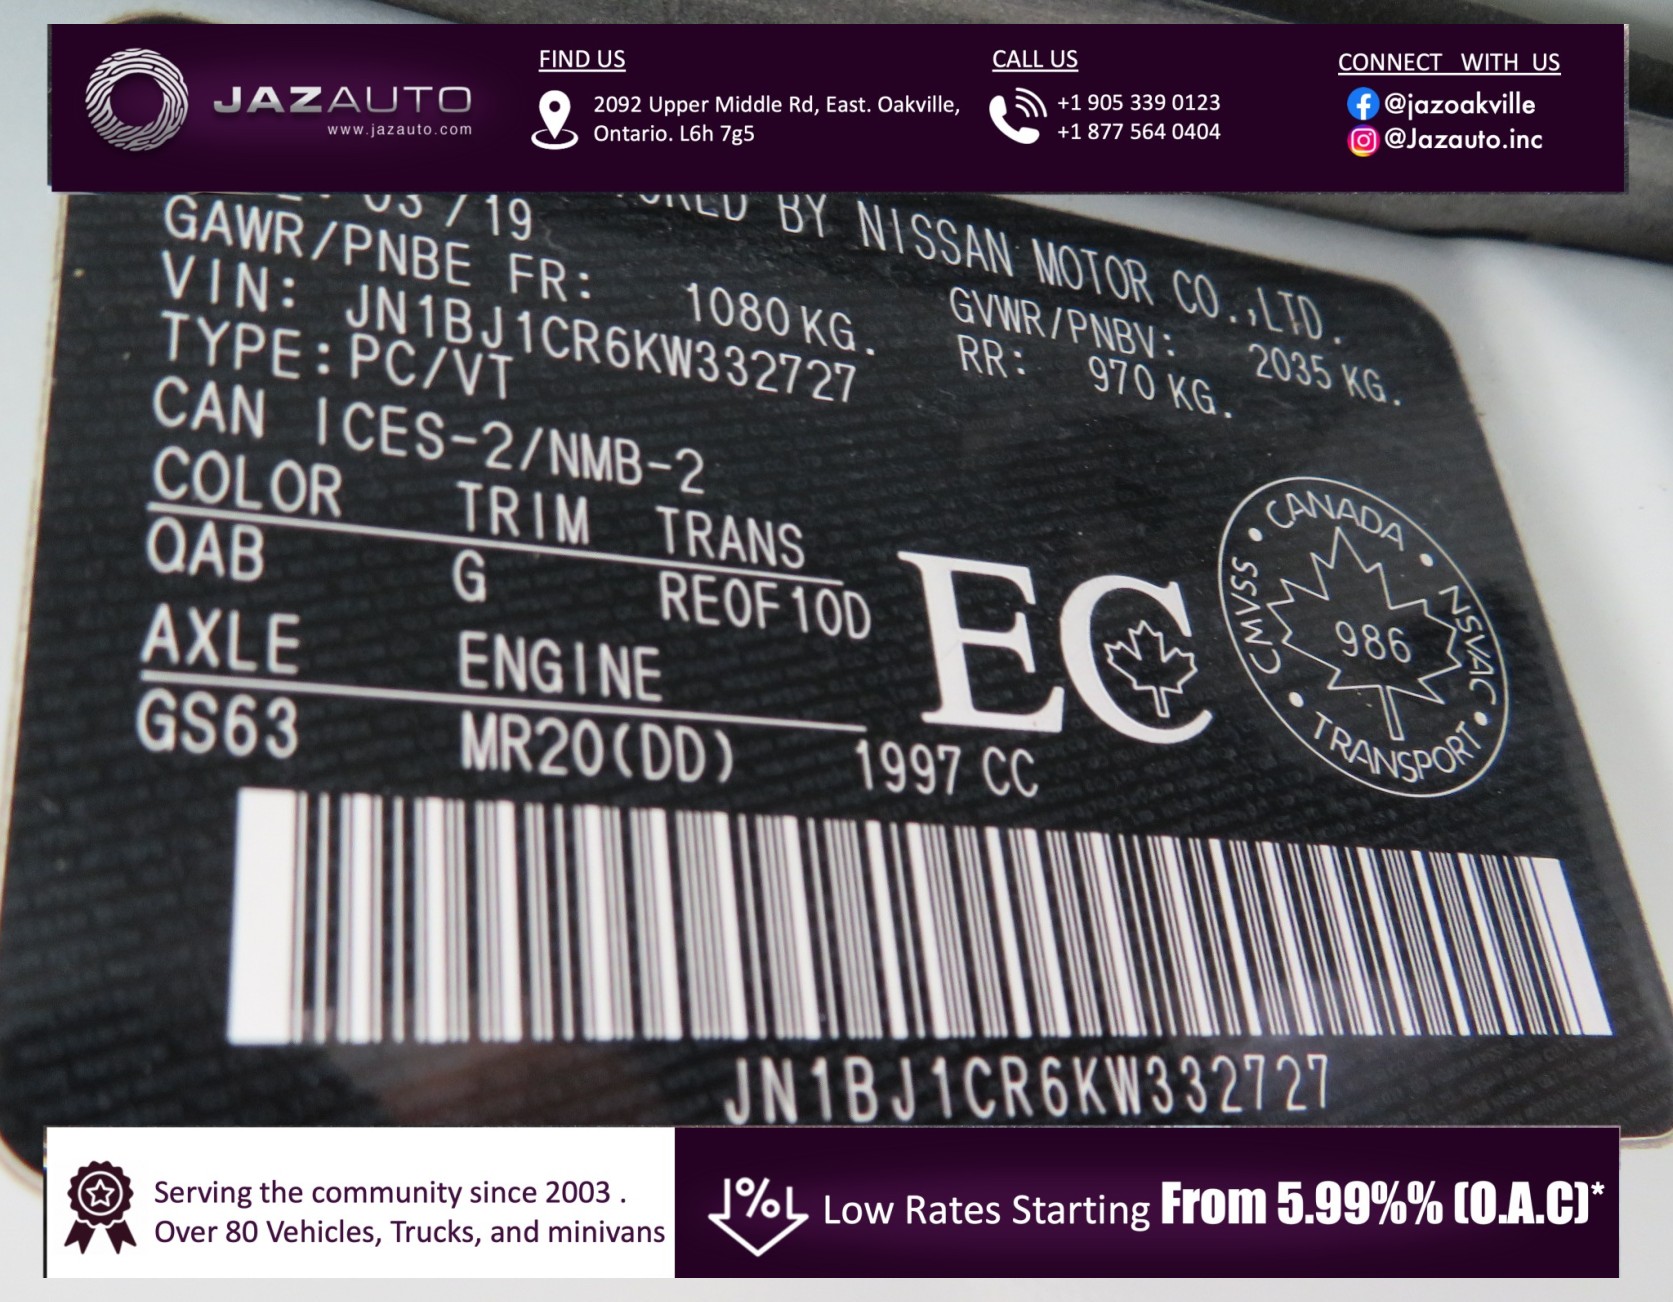 JAZAUTO
www.jazauto.com
FIND US
2092 Upper Middle Rd, East. Oakville,
Ontario. L6h 7g5
CALL US
+1 905 339 0123
+1 877 564 0404
CONNECT WITH US
@jazoakville
@Jazauto.inc
03/19 BY NISSAN MOTOR CO.,LTD.
GAWR/PNBE FR: 1080 KG. GVWR/PNBV: 2035 KG.
RR: 970 KG.
VIN: JN1BJ1CR6KW332727
TYPE: PC/VT
CAN ICES-2/NMB-2
COLOR TRIM TRANS
QAB G RE0F10D
AXLE ENGINE
GS63 MR20(DD) 1997 CC
EC
CANADA • NSVAC • TRANSPORT • CMVSS •
986
JN1BJ1CR6KW332727
Serving the community since 2003 .
Over 80 Vehicles, Trucks, and minivans
% Low Rates Starting From 5.99%% (O.A.C)*